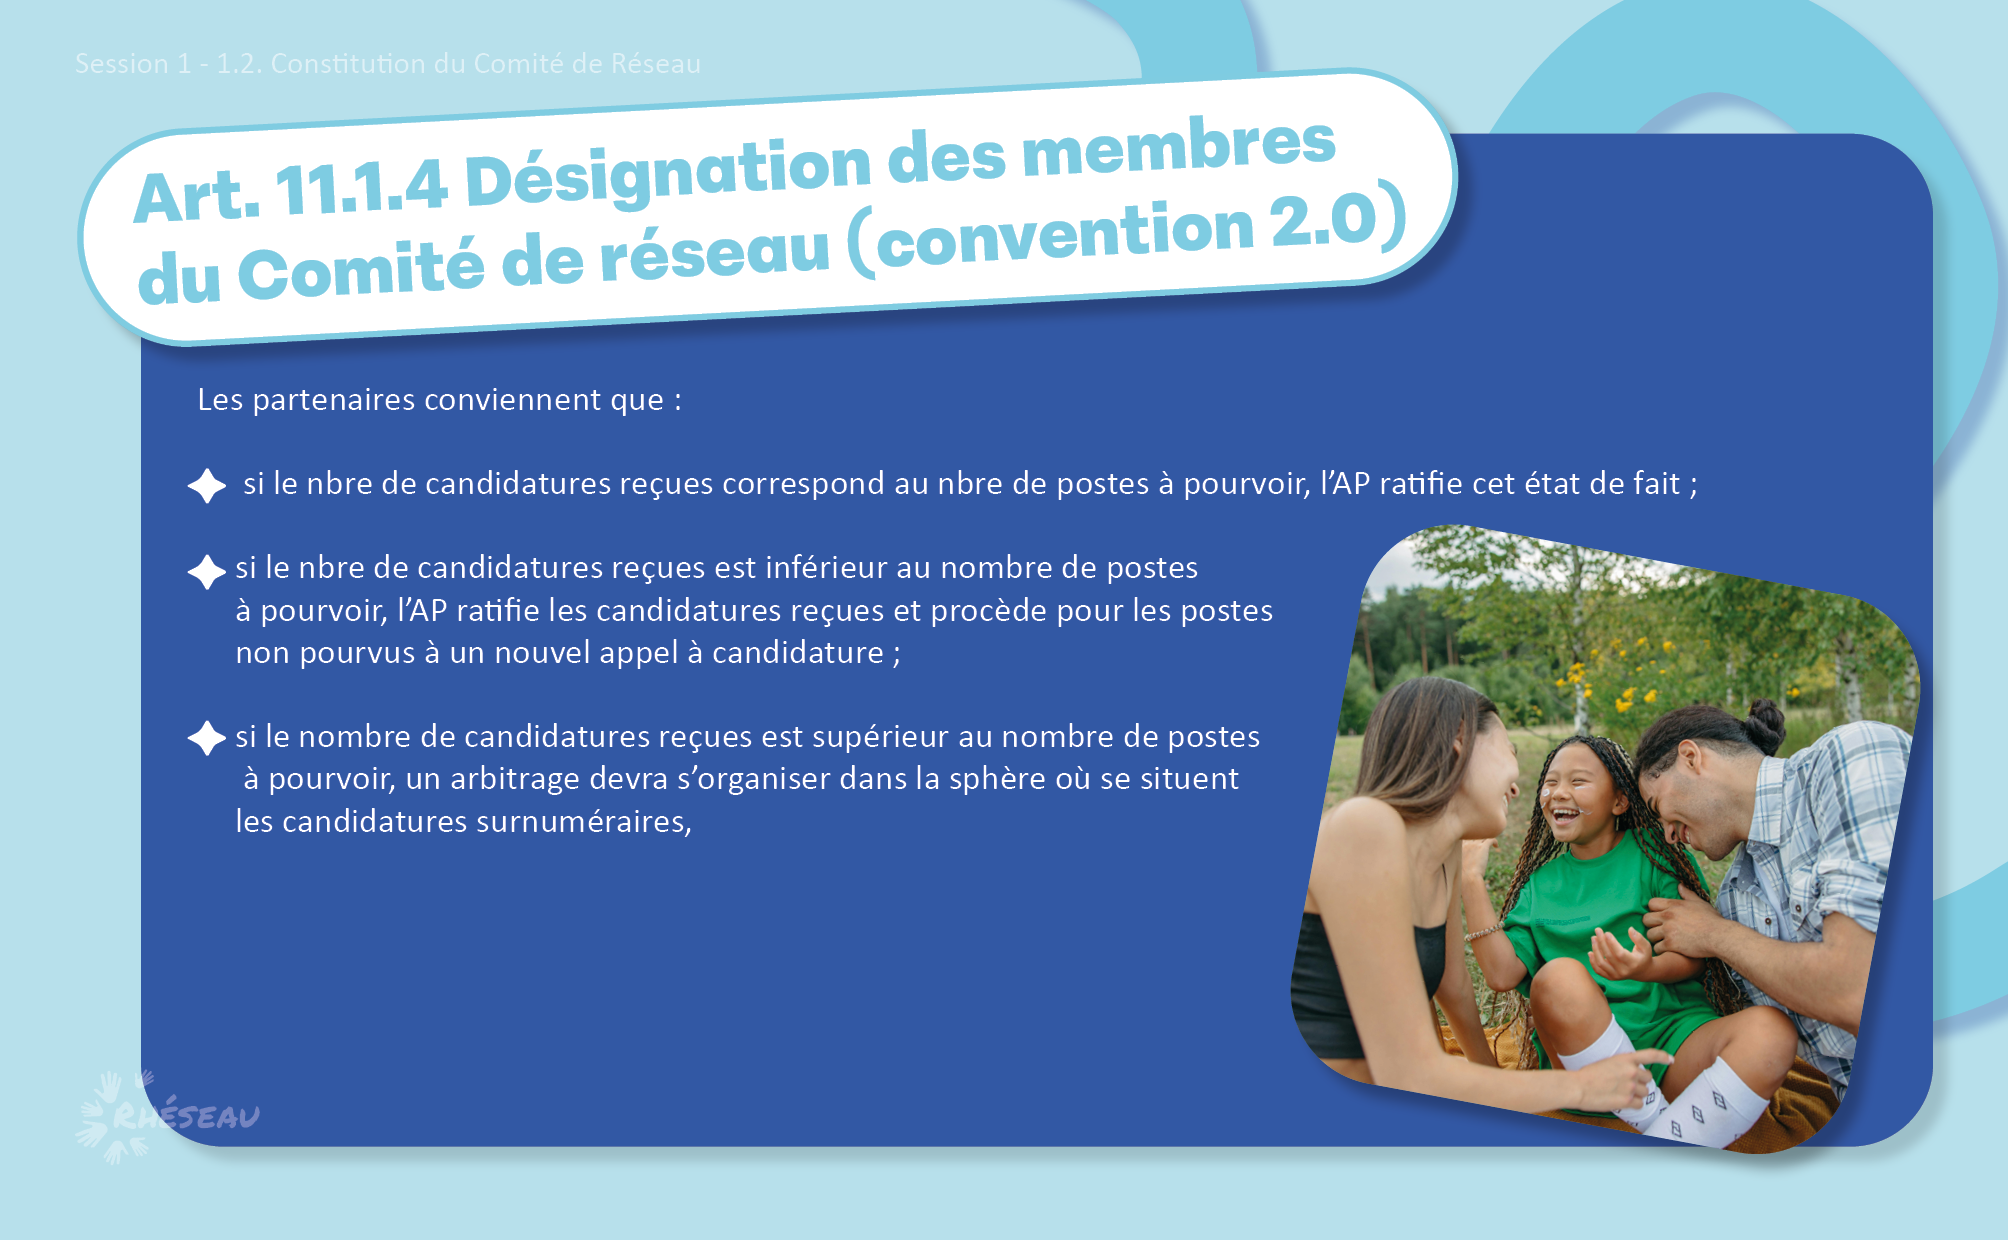 Session 1 - 1.2. Constitution du Comité de Réseau
Art. 11.1.4 Désignation des membres
du Comité de réseau (convention 2.0)
Les partenaires conviennent que :
si le nbre de candidatures reçues correspond au nbre de postes à pourvoir, l’AP ratifie cet état de fait ;
si le nbre de candidatures reçues est inférieur au nombre de postes
à pourvoir, l’AP ratifie les candidatures reçues et procède pour les postes
non pourvus à un nouvel appel à candidature ;
si le nombre de candidatures reçues est supérieur au nombre de postes
à pourvoir, un arbitrage devra s’organiser dans la sphère où se situent
les candidatures surnuméraires,
RHÉSEAU